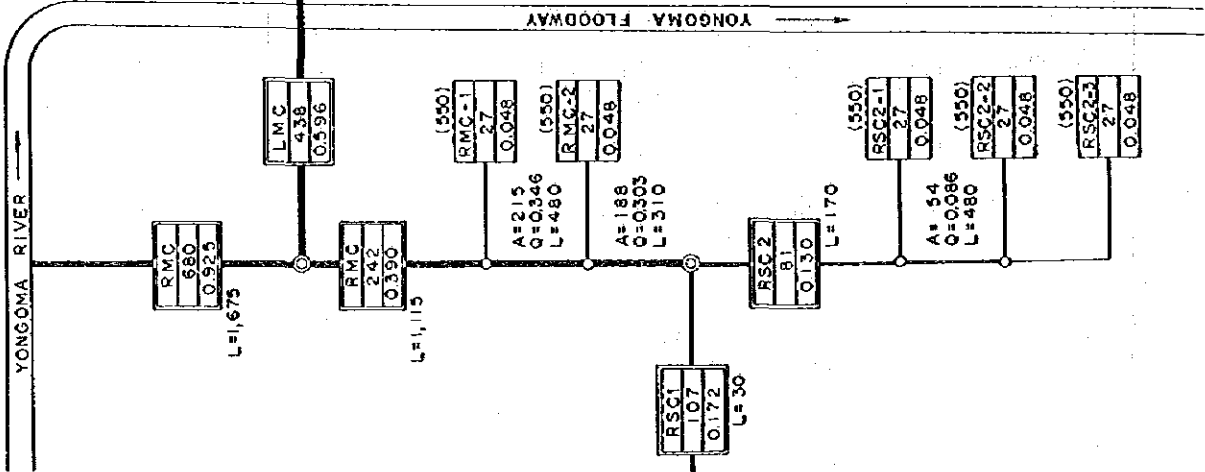 YONGOMA RIVER
YONGOMA FLOODWAY
LMC
438
0.596
RMC
680
0.925
L=1,675
RMC
242
0.390
L=1,115
(550)
RMC-1
27
0.048
A=215
Q=0.346
L=480
(550)
RMC-2
27
0.048
A=188
Q=0.303
L=310
RSC1
107
0.172
L=30
RSC2
81
0.130
L=170
(550)
RSC2-1
27
0.048
A=54
Q=0.086
L=480
(550)
RSC2-2
27
0.048
(550)
RSC2-3
27
0.048